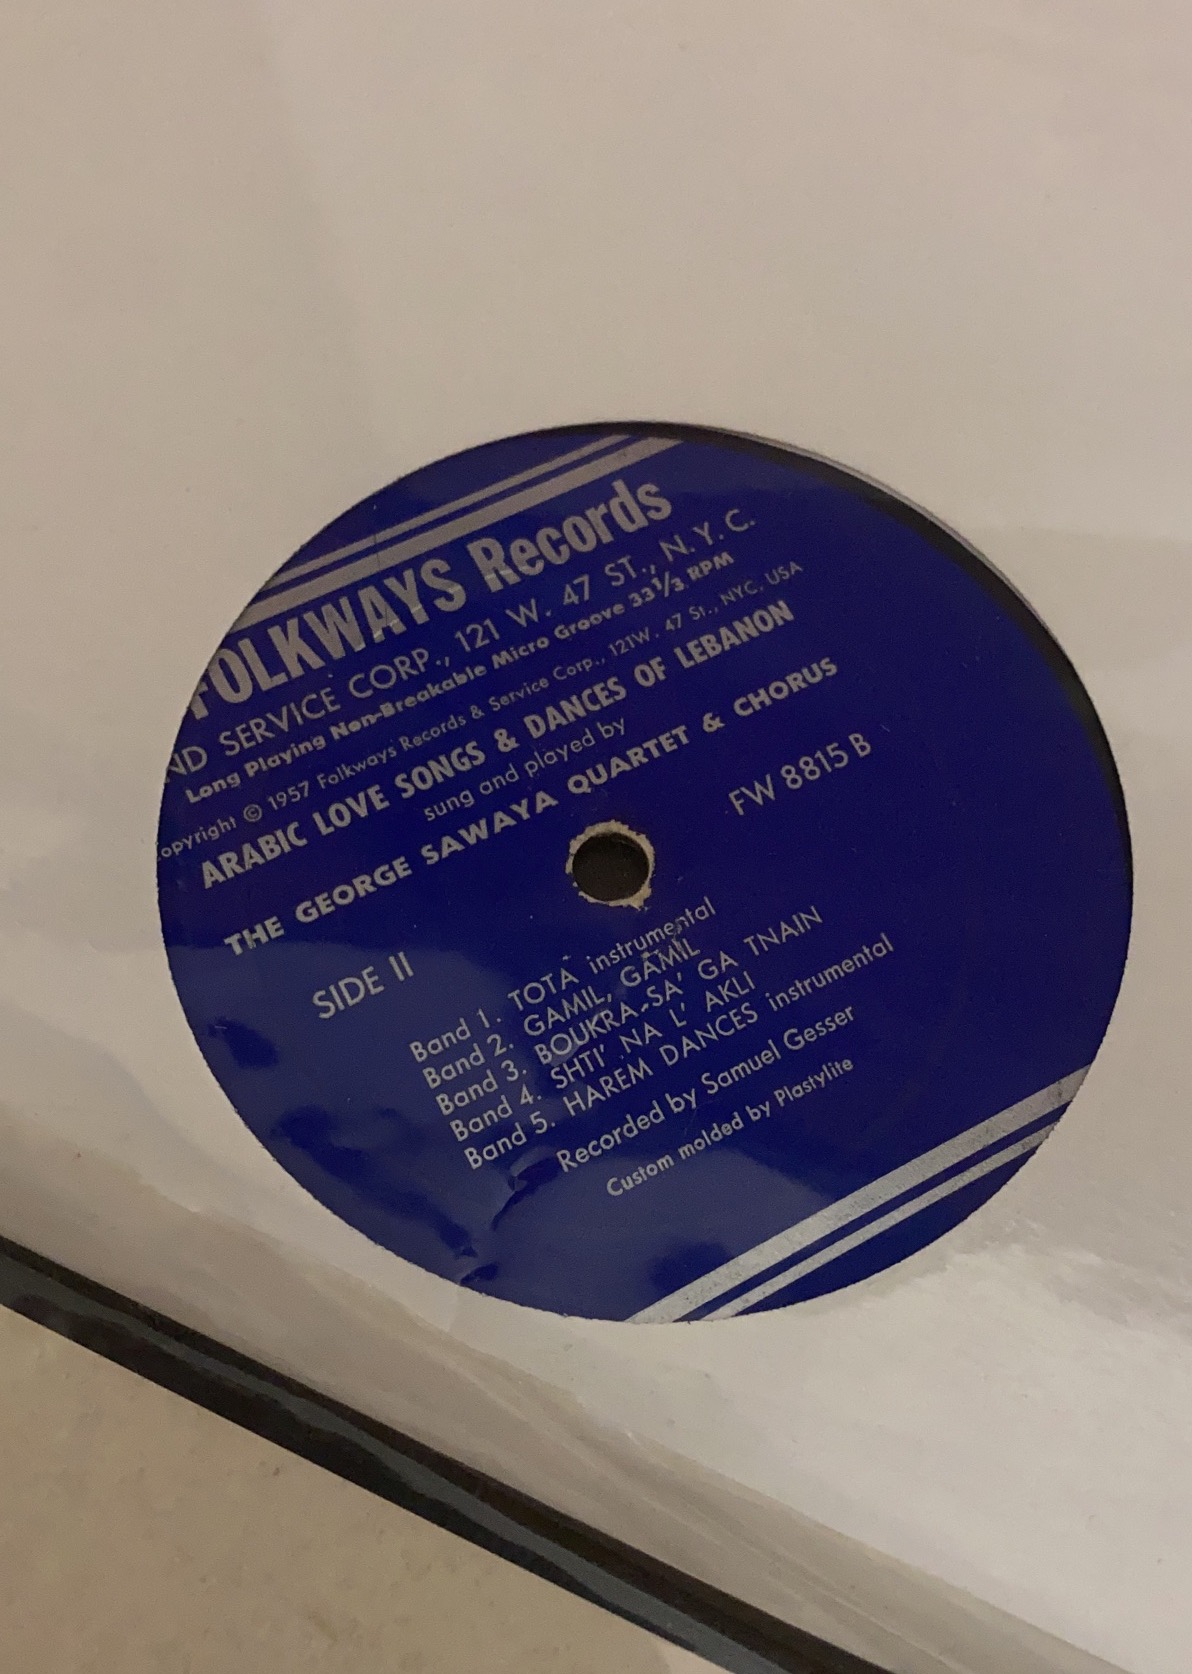 FOLKWAYS Records
AND SERVICE CORP., 121 W. 47 ST., N.Y.C.
Long Playing Non-Breakable Micro Groove 33 1/3 RPM
Copyright © 1957 Folkways Records & Service Corp., 121W. 47 St., NYC, USA
ARABIC LOVE SONGS & DANCES OF LEBANON
sung and played by
THE GEORGE SAWAYA QUARTET & CHORUS
FW 8815 B
SIDE II
Band 1. TOTA instrumental
Band 2. GAMIL, GAMIL
Band 3. BOUKRA-SA' GA TNAIN
Band 4. SHTI' NA L' AKLI
Band 5. HAREM DANCES instrumental
Recorded by Samuel Gesser
Custom molded by Plastylite